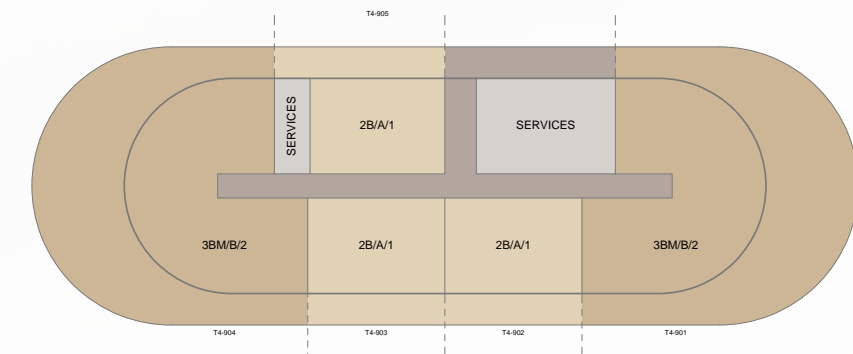 T4-905
SERVICES
2B/A/1
SERVICES
3BM/B/2
2B/A/1
2B/A/1
3BM/B/2
T4-904
T4-903
T4-902
T4-901